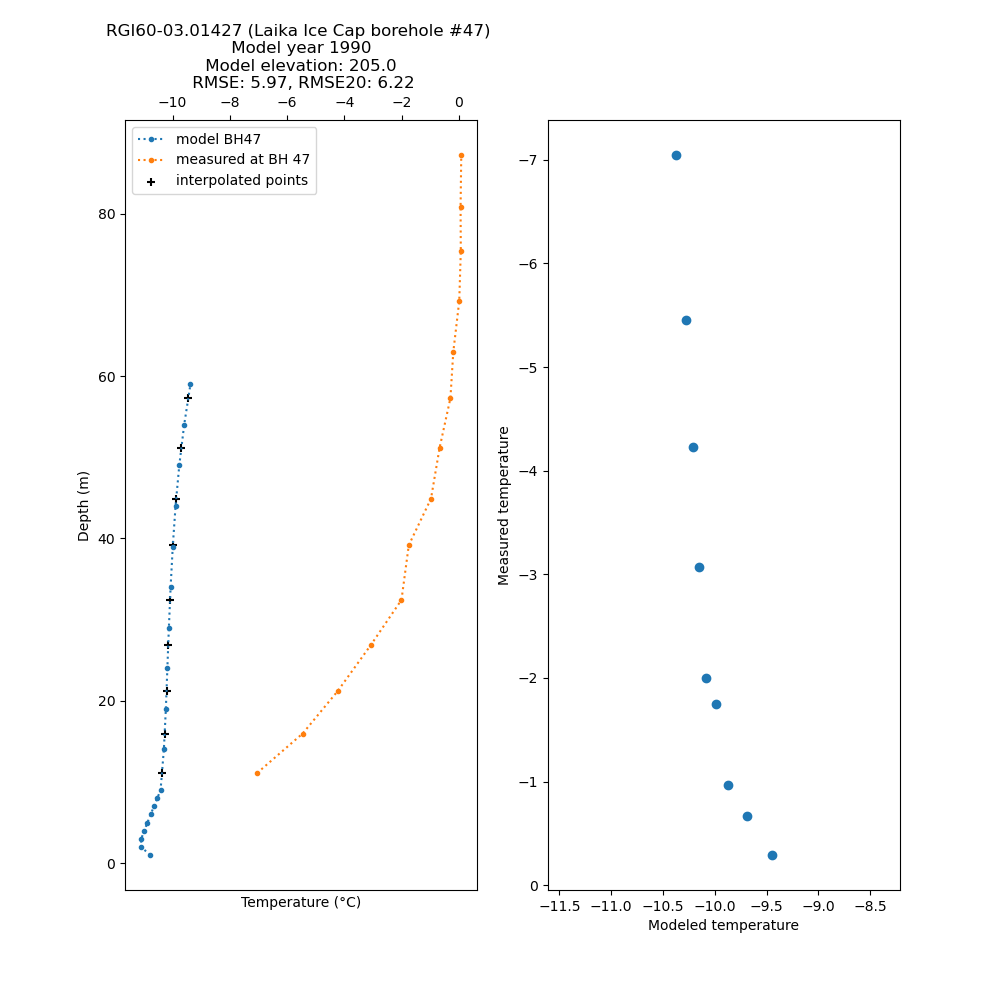 RGI60-03.01427 (Laika Ice Cap borehole #47)
Model year 1990
Model elevation: 205.0
RMSE: 5.97, RMSE20: 6.22
−10 −8 −6 −4 −2 0
model BH47
measured at BH 47
interpolated points
80
60
40
20
0
Depth (m)
Temperature (°C)
−7
−6
−5
−4
−3
−2
−1
0
Measured temperature
−11.5 −11.0 −10.5 −10.0 −9.5 −9.0 −8.5
Modeled temperature